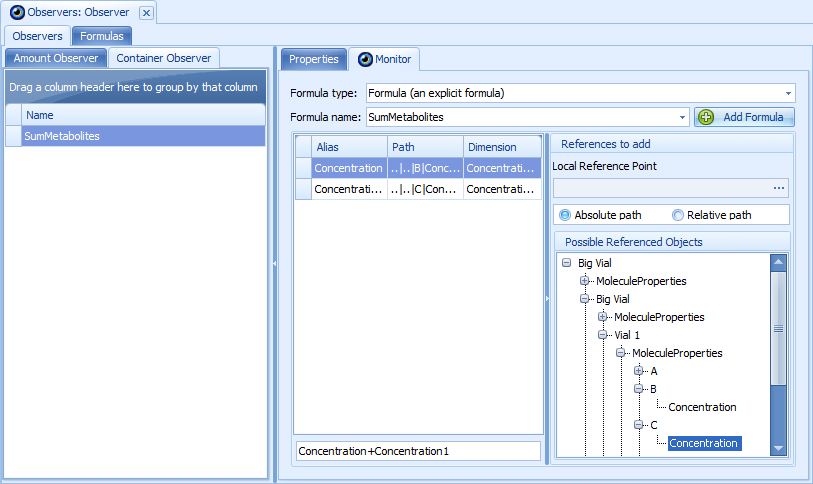 Observers: Observer
Observers Formulas
Amount Observer Container Observer
Drag a column header here to group by that column
Name
SumMetabolites
Properties Monitor
Formula type: Formula (an explicit formula)
Formula name: SumMetabolites Add Formula
Alias Path Dimension
Concentration ..|..|B|Conc... Concentrati...
Concentrati... ..|..|C|Conc... Concentrati...
Concentration+Concentration1
References to add
Local Reference Point
...
Absolute path Relative path
Possible Referenced Objects
Big Vial
MoleculeProperties
Big Vial
MoleculeProperties
Vial 1
MoleculeProperties
A
B
Concentration
C
Concentration